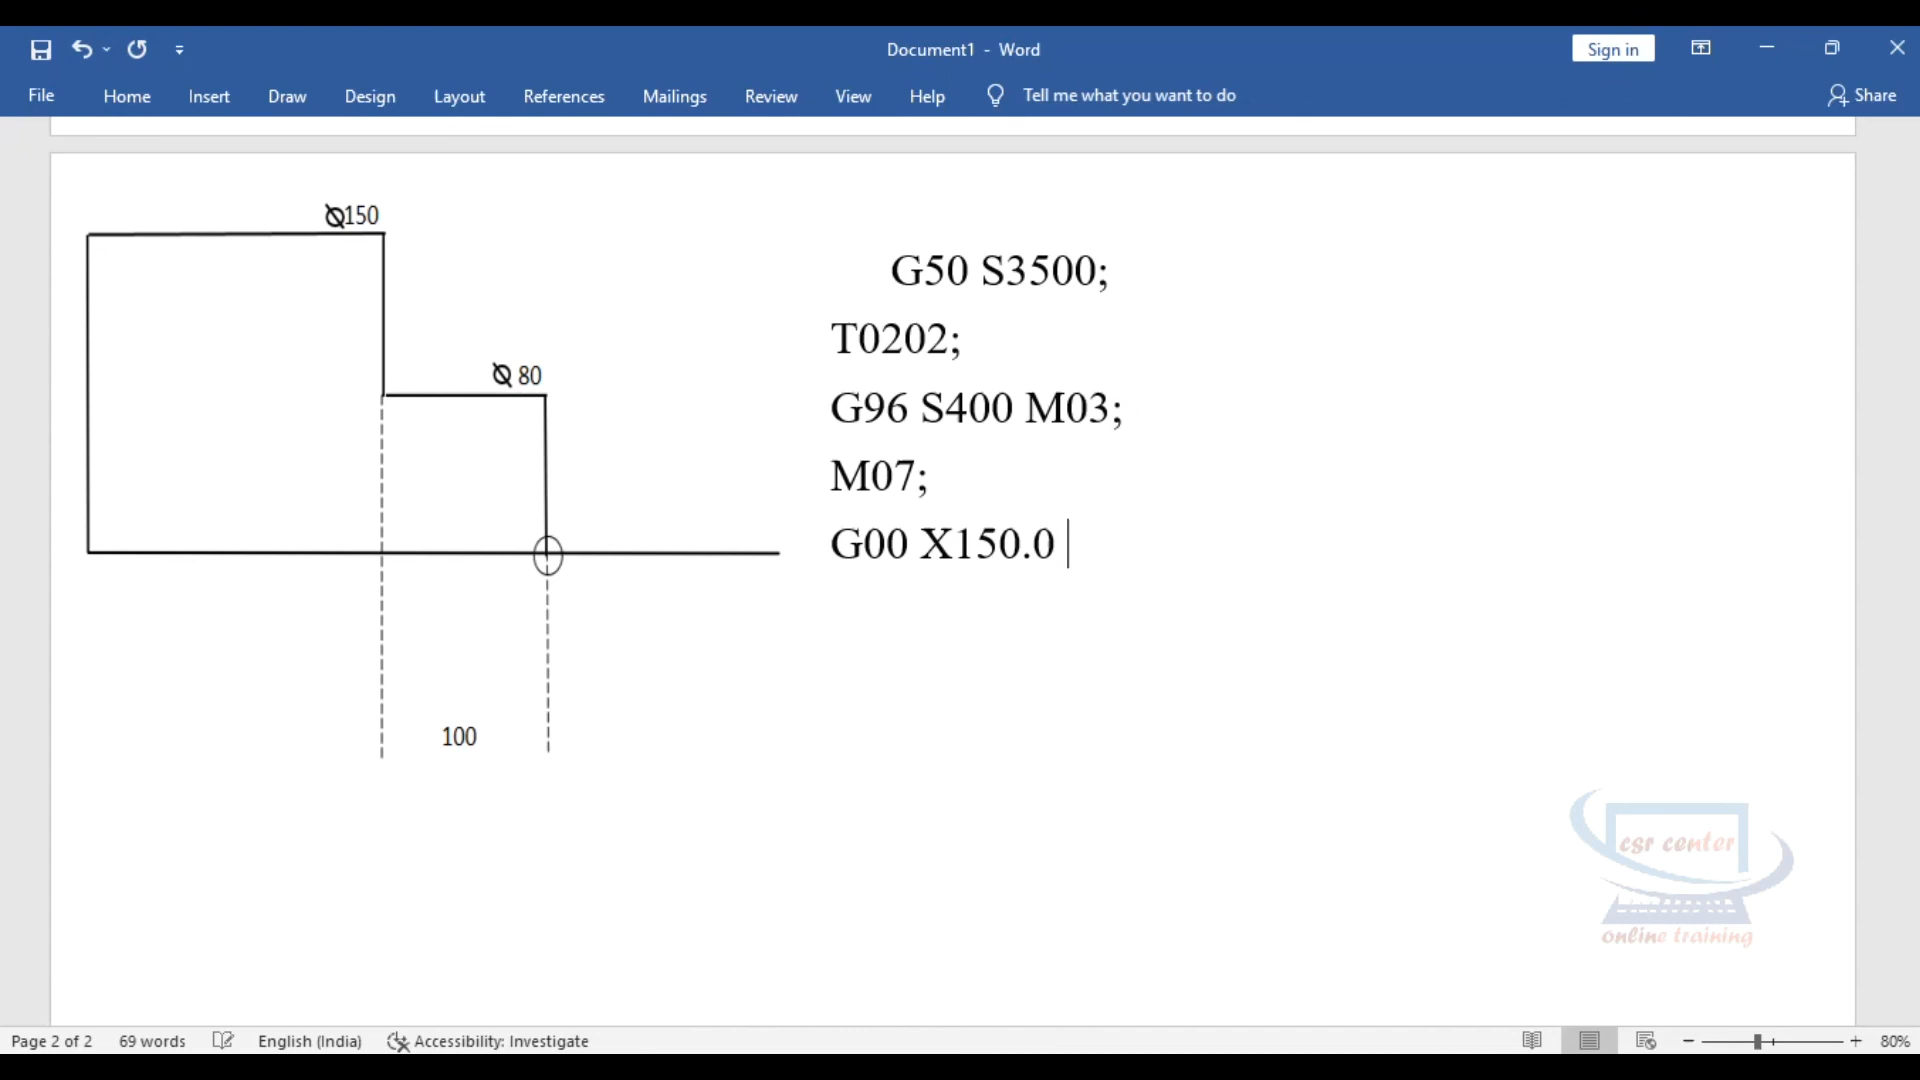 Document1 - Word
Sign in
File Home Insert Draw Design Layout References Mailings Review View Help Tell me what you want to do Share
Ø150
Ø 80
100
G50 S3500;
T0202;
G96 S400 M03;
M07;
G00 X150.0
csr center
online training
Page 2 of 2 69 words English (India) Accessibility: Investigate 80%